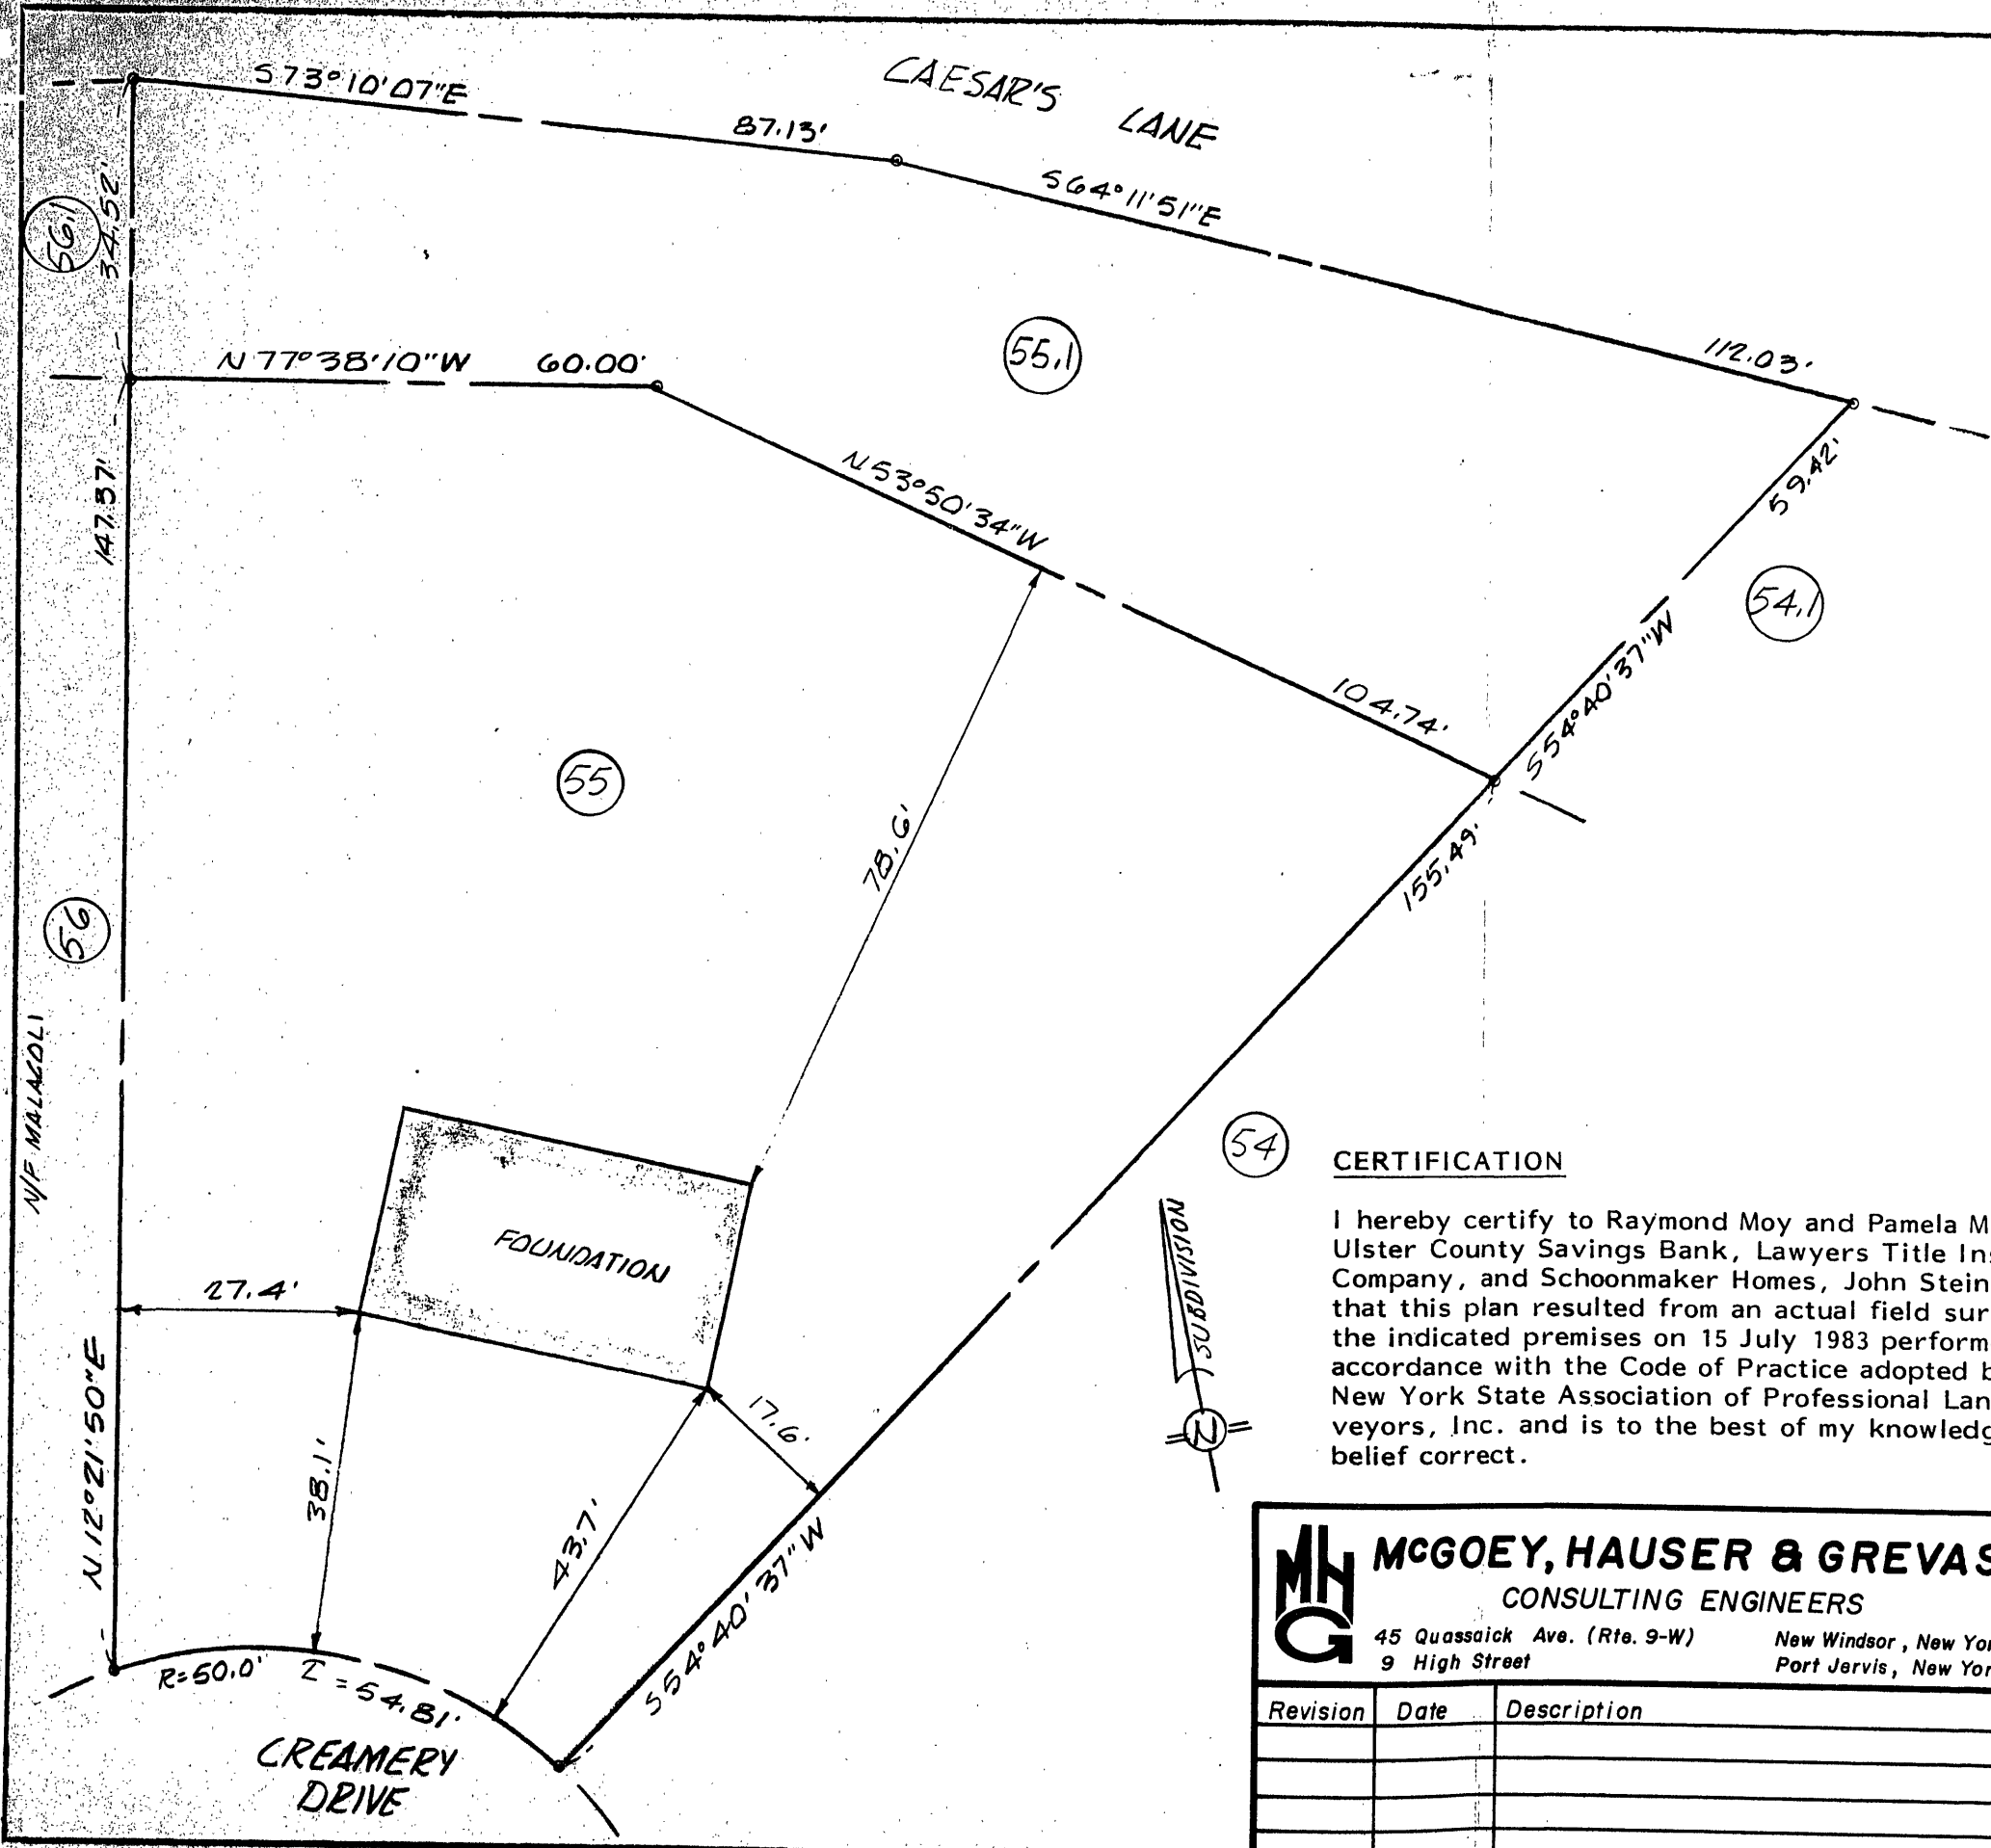 CAESAR'S LANE
S73°10'07"E
87.13'
S64°11'51"E
112.03'
56.1
34.52'
N77°38'10"W 60.00'
55.1
147.37'
N53°50'34"W
104.74'
59.42'
54.1
S54°40'37"W
155.49'
55
78.6'
56
N/F MALAGOLI
54
FOUNDATION
27.4'
N12°21'50"E
38.1'
43.7'
17.6'
S54°40'37"W
R=50.0' = 54.81'
CREAMERY
DRIVE
SUBDIVISION
N
CERTIFICATION
I hereby certify to Raymond Moy and Pamela M
Ulster County Savings Bank, Lawyers Title Ins
Company, and Schoonmaker Homes, John Stein
that this plan resulted from an actual field sur
the indicated premises on 15 July 1983 perform
accordance with the Code of Practice adopted b
New York State Association of Professional Lan
veyors, Inc. and is to the best of my knowledg
belief correct.
MHG
McGOEY, HAUSER & GREVAS
CONSULTING ENGINEERS
45 Quassaick Ave. (Rte. 9-W) New Windsor, New Yor
9 High Street Port Jervis, New Yor
Revision Date Description